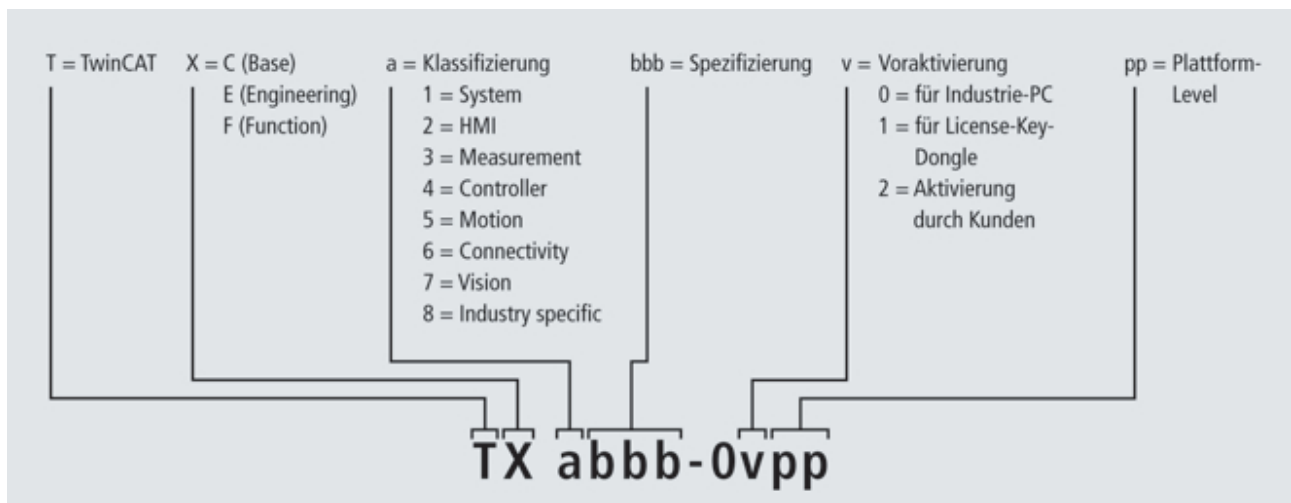 T = TwinCAT
X = C (Base)
E (Engineering)
F (Function)
a = Klassifizierung
1 = System
2 = HMI
3 = Measurement
4 = Controller
5 = Motion
6 = Connectivity
7 = Vision
8 = Industry specific
bbb = Spezifizierung
v = Voraktivierung
0 = für Industrie-PC
1 = für License-Key-
Dongle
2 = Aktivierung
durch Kunden
pp = Plattform-
Level
TX abbb-0vpp